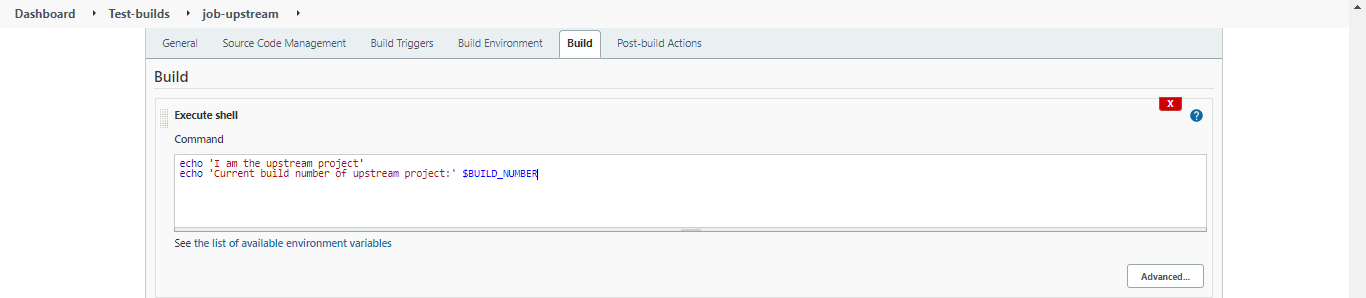 Dashboard Test-builds job-upstream
General Source Code Management Build Triggers Build Environment Build Post-build Actions
Build
X
Execute shell
?
Command
echo 'I am the upstream project'
echo 'Current build number of upstream project:' $BUILD_NUMBER
See the list of available environment variables
Advanced...